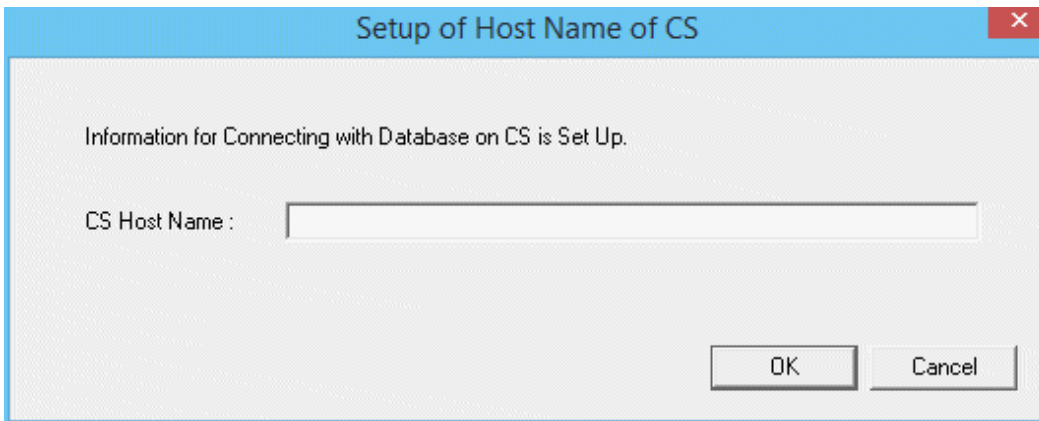 Setup of Host Name of CS
Information for Connecting with Database on CS is Set Up.
CS Host Name :
OK Cancel